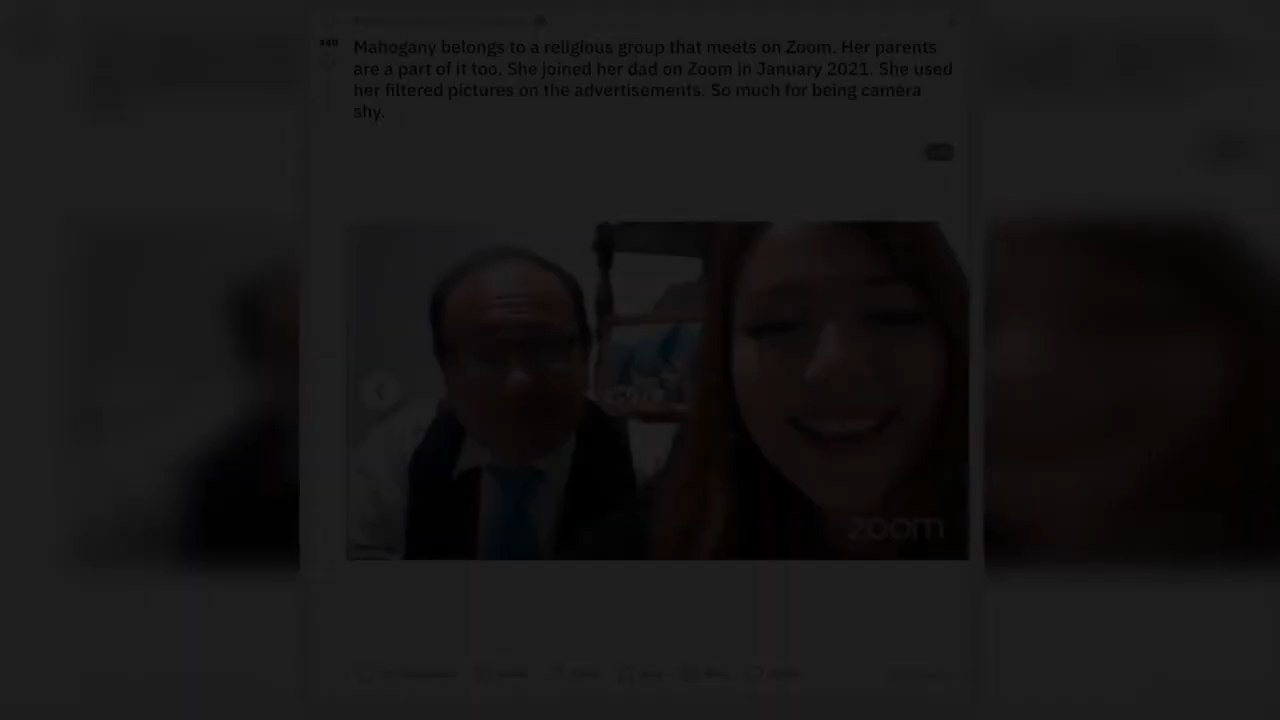 340
Mahogany belongs to a religious group that meets on Zoom. Her parents
are a part of it too. She joined her dad on Zoom in January 2021. She used
her filtered pictures on the advertisements. So much for being camera
shy.
zoom